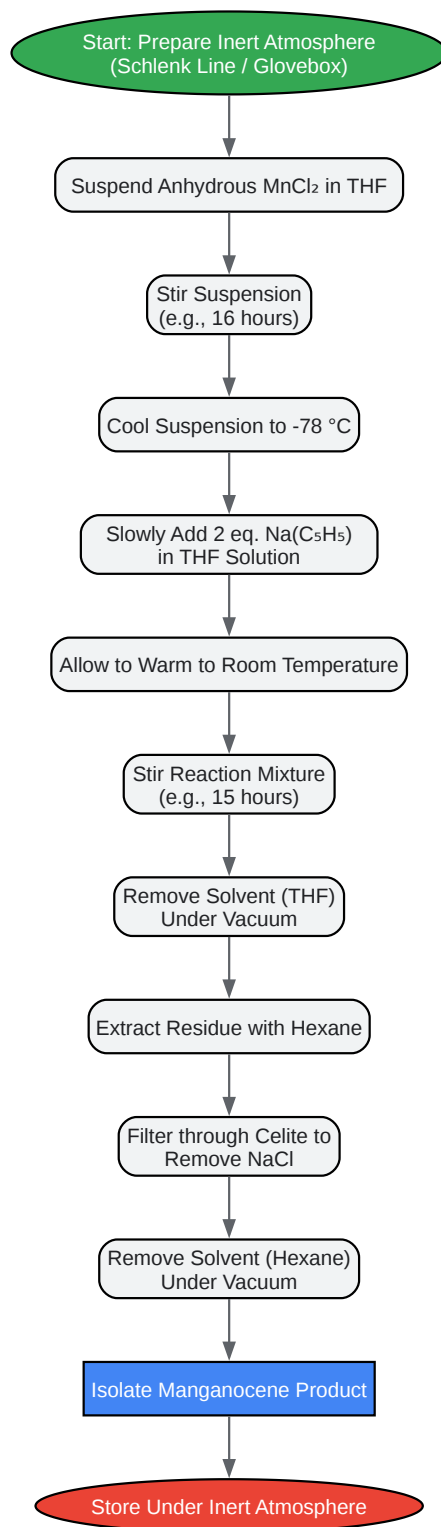 Start: Prepare Inert Atmosphere
(Schlenk Line / Glovebox)
Suspend Anhydrous MnCl₂ in THF
Stir Suspension
(e.g., 16 hours)
Cool Suspension to -78 °C
Slowly Add 2 eq. Na(C₅H₅)
in THF Solution
Allow to Warm to Room Temperature
Stir Reaction Mixture
(e.g., 15 hours)
Remove Solvent (THF)
Under Vacuum
Extract Residue with Hexane
Filter through Celite to
Remove NaCl
Remove Solvent (Hexane)
Under Vacuum
Isolate Manganocene Product
Store Under Inert Atmosphere